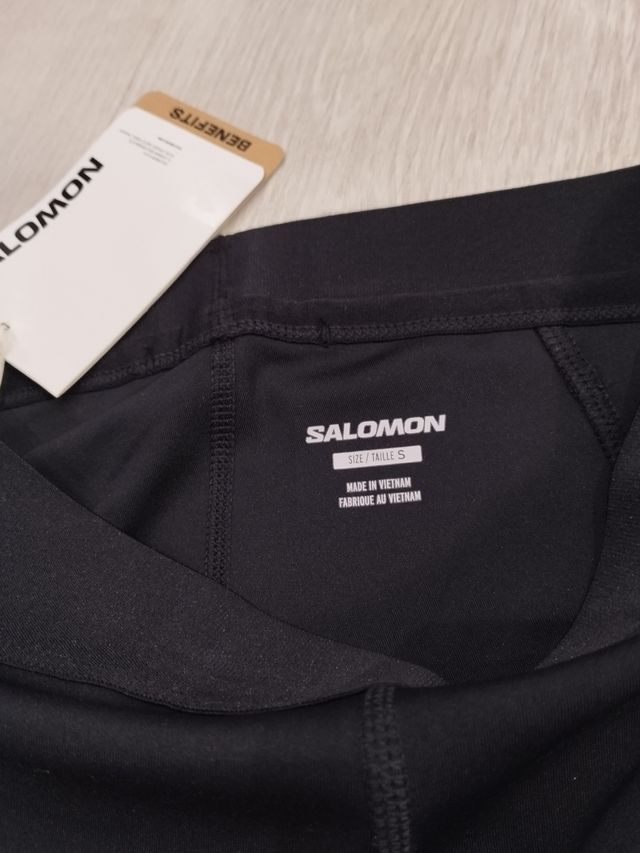 BENEFITS
SALOMON
SALOMON
SIZE / TAILLE S
MADE IN VIETNAM
FABRIQUE AU VIETNAM